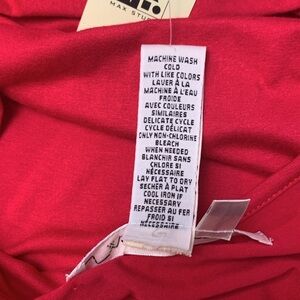 MAX STU
MACHINE WASH
COLD
WITH LIKE COLORS
LAVER À LA
MACHINE À L'EAU
FROIDE
AVEC COULEURS
SIMILAIRES
DELICATE CYCLE
CYCLE DÉLICAT
ONLY NON-CHLORINE
BLEACH
WHEN NEEDED
BLANCHIR SANS
CHLORE SI
NÉCESSAIRE
LAY FLAT TO DRY
SÉCHER À PLAT
COOL IRON IF
NECESSARY
REPASSER AU FER
FROID SI
NÉCESSAIRE